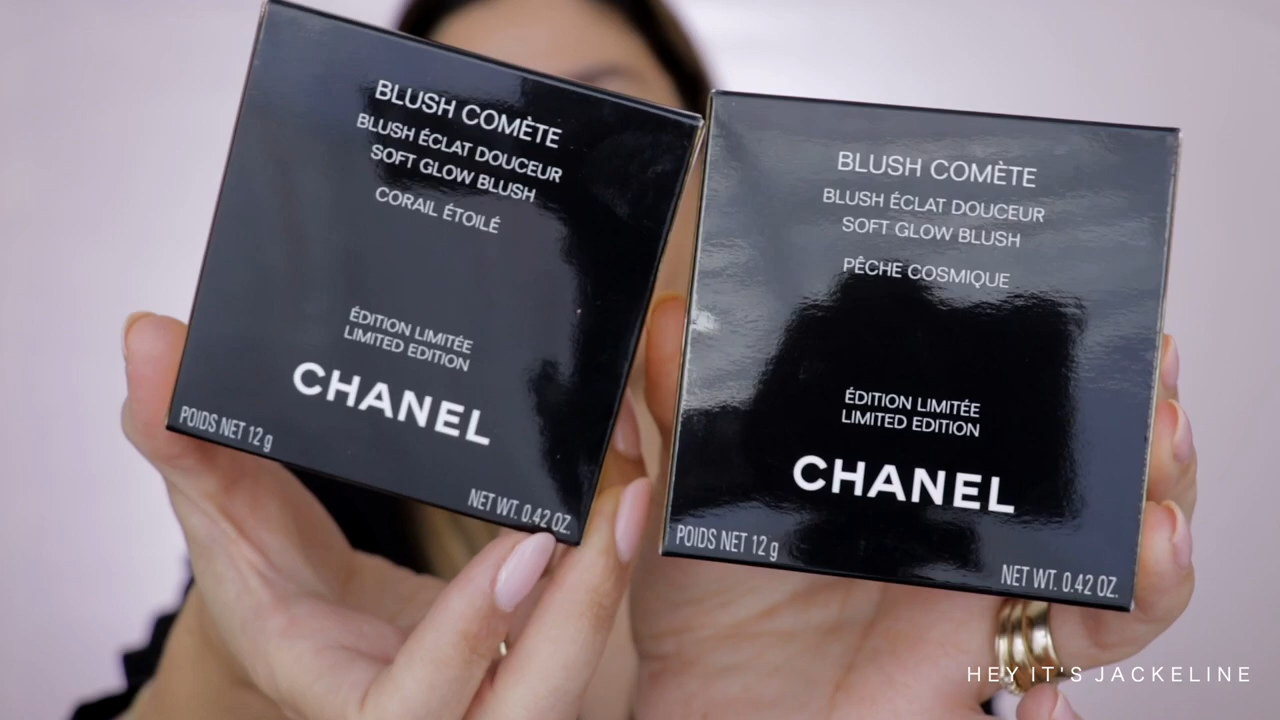 BLUSH COMÈTE
BLUSH ÉCLAT DOUCEUR
SOFT GLOW BLUSH
CORAIL ÉTOILÉ
ÉDITION LIMITÉE
LIMITED EDITION
CHANEL
POIDS NET 12 g
NET WT. 0.42 OZ.
BLUSH COMÈTE
BLUSH ÉCLAT DOUCEUR
SOFT GLOW BLUSH
PÊCHE COSMIQUE
ÉDITION LIMITÉE
LIMITED EDITION
CHANEL
POIDS NET 12 g
NET WT. 0.42 OZ.
HEY IT'S JACKELINE